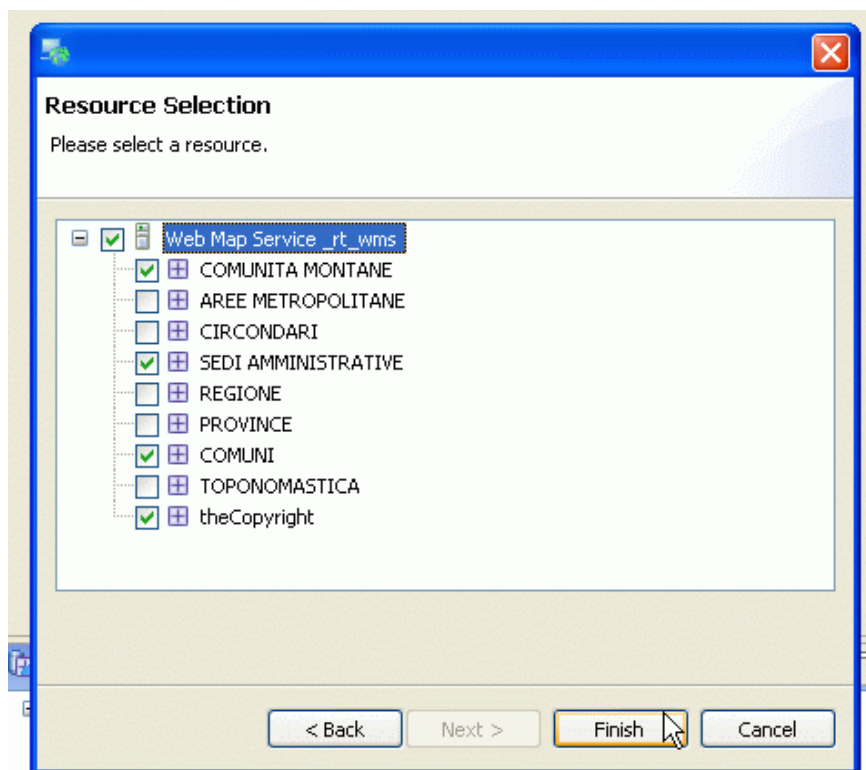 Resource Selection
Please select a resource.
Web Map Service _rt_wms
COMUNITA MONTANE
AREE METROPOLITANE
CIRCONDARI
SEDI AMMINISTRATIVE
REGIONE
PROVINCE
COMUNI
TOPONOMASTICA
theCopyright
< Back Next > Finish Cancel